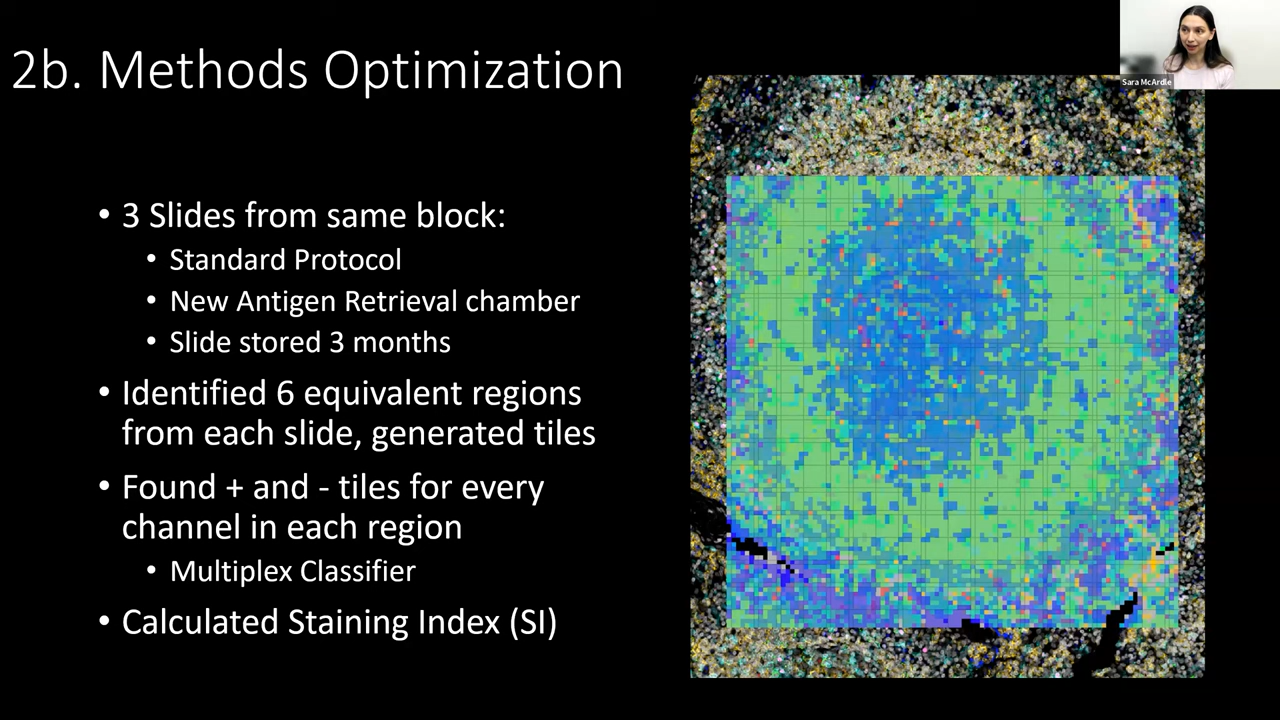 2b. Methods Optimization
Sara McArdle
• 3 Slides from same block:
• Standard Protocol
• New Antigen Retrieval chamber
• Slide stored 3 months
• Identified 6 equivalent regions
from each slide, generated tiles
• Found + and - tiles for every
channel in each region
• Multiplex Classifier
• Calculated Staining Index (SI)